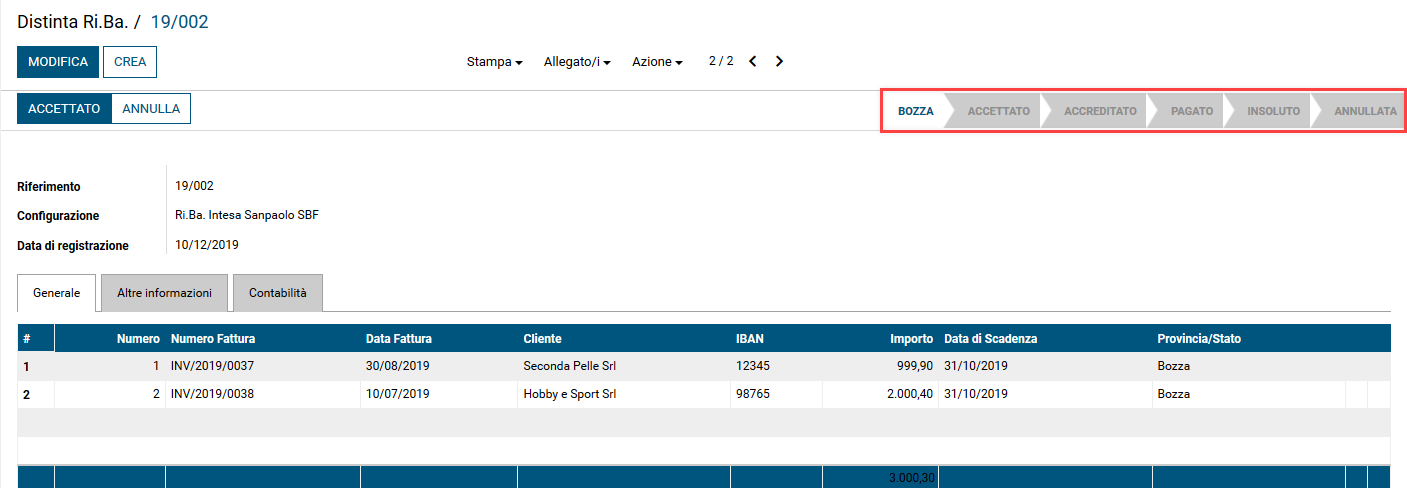 Distinta Ri.Ba. / 19/002
MODIFICA CREA Stampa Allegato/i Azione 2 / 2
ACCETTATO ANNULLA BOZZA ACCETTATO ACCREDITATO PAGATO INSOLUTO ANNULLATA
Riferimento 19/002
Configurazione Ri.Ba. Intesa Sanpaolo SBF
Data di registrazione 10/12/2019
Generale Altre informazioni Contabilità
# Numero Numero Fattura Data Fattura Cliente IBAN Importo Data di Scadenza Provincia/Stato
1 1 INV/2019/0037 30/08/2019 Seconda Pelle Srl 12345 999,90 31/10/2019 Bozza
2 2 INV/2019/0038 10/07/2019 Hobby e Sport Srl 98765 2.000,40 31/10/2019 Bozza
3.000,30